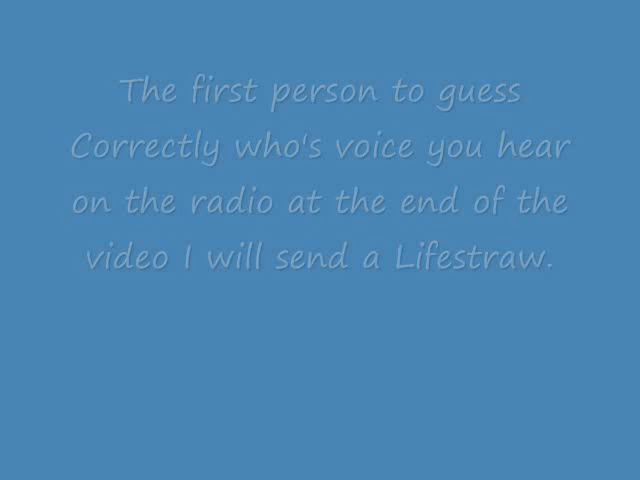 The first person to guess
Correctly who's voice you hear
on the radio at the end of the
video I will send a Lifestraw.